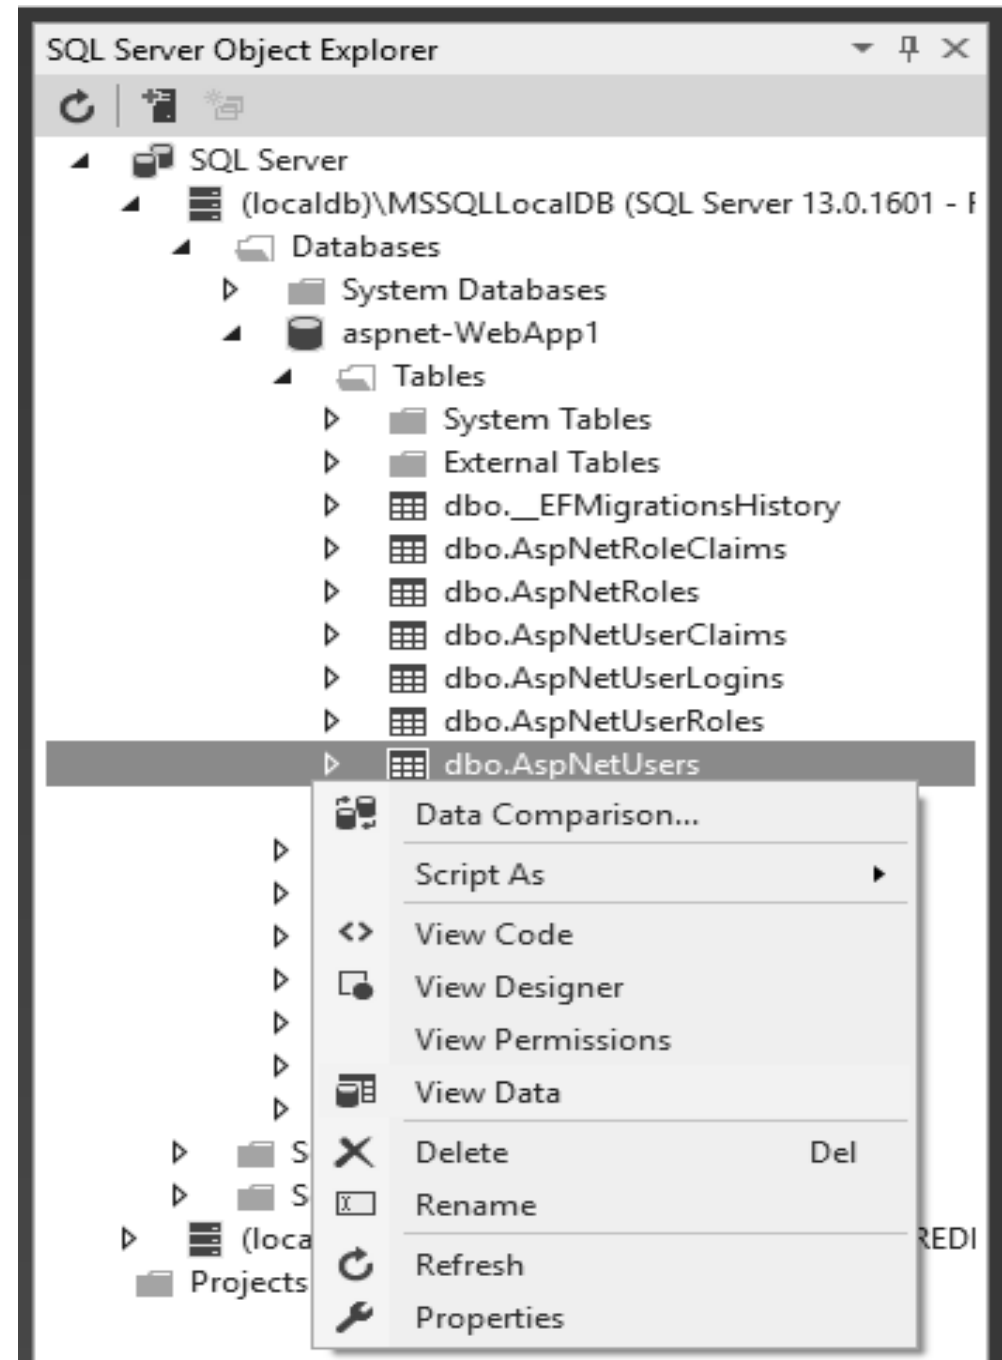 SQL Server Object Explorer
SQL Server
(localdb)\MSSQLLocalDB (SQL Server 13.0.1601 -
Databases
System Databases
aspnet-WebApp1
Tables
System Tables
External Tables
dbo.__EFMigrationsHistory
dbo.AspNetRoleClaims
dbo.AspNetRoles
dbo.AspNetUserClaims
dbo.AspNetUserLogins
dbo.AspNetUserRoles
dbo.AspNetUsers
Data Comparison...
Script As
View Code
View Designer
View Permissions
View Data
S
Delete Del
S
Rename
(loca REDI
Refresh
Projects
Properties